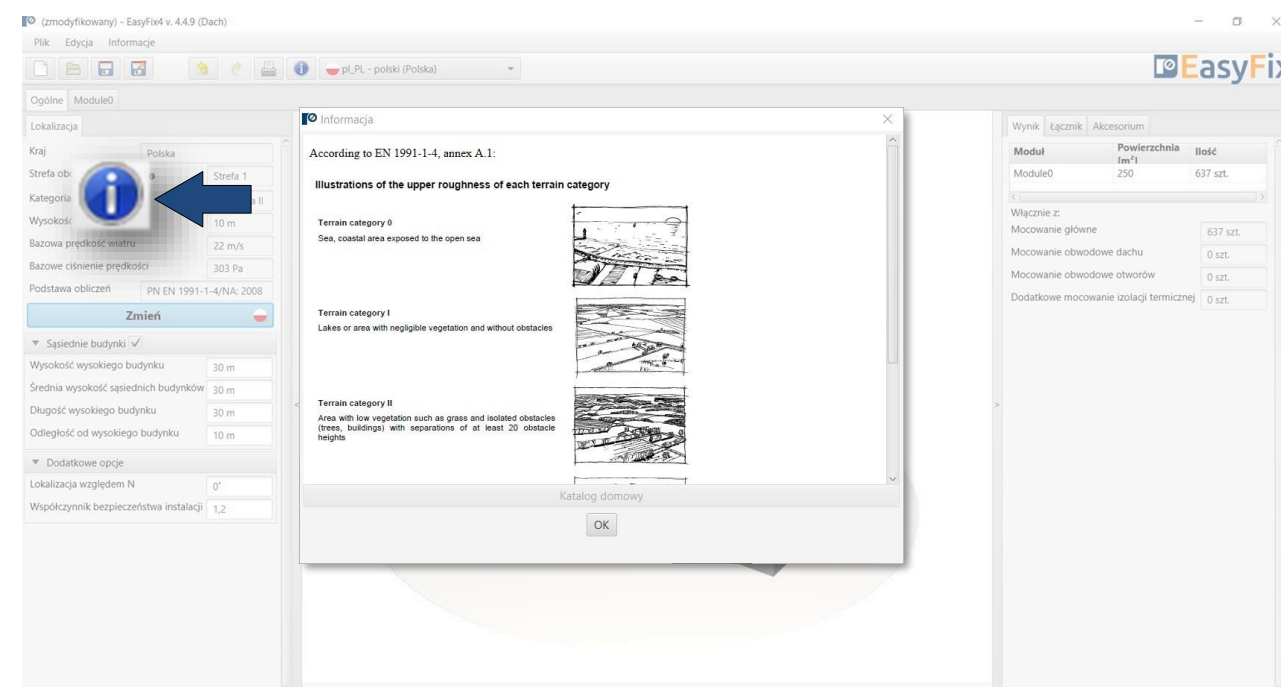 (zmodyfikowany) - EasyFix4 v. 4.4.9 (Dach)
Plik Edycja Informacje
pl_PL - polski (Polska)
EasyFix
Ogólne Module0
Lokalizacja
Kraj Polska
Strefa Strefa 1
Kategoria II
Wysokość 10 m
Bazowa prędkość wiatru 22 m/s
Bazowe ciśnienie prędkości 303 Pa
Podstawa obliczeń PN EN 1991-1-4/NA: 2008
Zmień
Sąsiednie budynki
Wysokość wysokiego budynku 30 m
Średnia wysokość sąsiednich budynków 30 m
Długość wysokiego budynku 30 m
Odległość od wysokiego budynku 10 m
Dodatkowe opcje
Lokalizacja względem N 0°
Współczynnik bezpieczeństwa instalacji 1,2
Informacja
According to EN 1991-1-4, annex A.1:
Illustrations of the upper roughness of each terrain category
Terrain category 0
Sea, coastal area exposed to the open sea
Terrain category I
Lakes or area with negligible vegetation and without obstacles
Terrain category II
Area with low vegetation such as grass and isolated obstacles
(trees, buildings) with separations of at least 20 obstacle
heights
Katalog domowy
OK
Wynik Łącznik Akcesorium
Moduł Powierzchnia [m²] Ilość
Module0 250 637 szt.
Włącznie z:
Mocowanie główne 637 szt.
Mocowanie obwodowe dachu 0 szt.
Mocowanie obwodowe otworów 0 szt.
Dodatkowe mocowanie izolacji termicznej 0 szt.